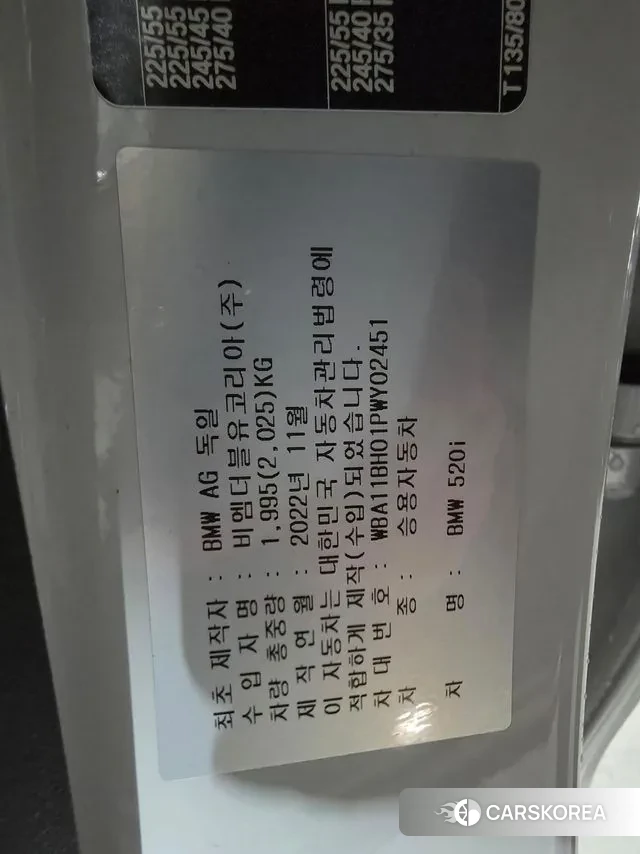 225/55
225/55
245/45
275/40
225/55
245/40
275/35
T 135/80
최초 제작자 : BMW AG 독일
수 입 자 명 : 비엠더블유코리아(주)
차량 총중량 : 1,995(2,025)KG
제 작 연 월 : 2022년 11월
이 자동차는 대한민국 자동차관리법령에
적합하게 제작(수입)되었습니다.
차 대 번 호 : WBA11BH01PWY02451
차 종 : 승용자동차
차 명 : BMW 520i
CARSKOREA